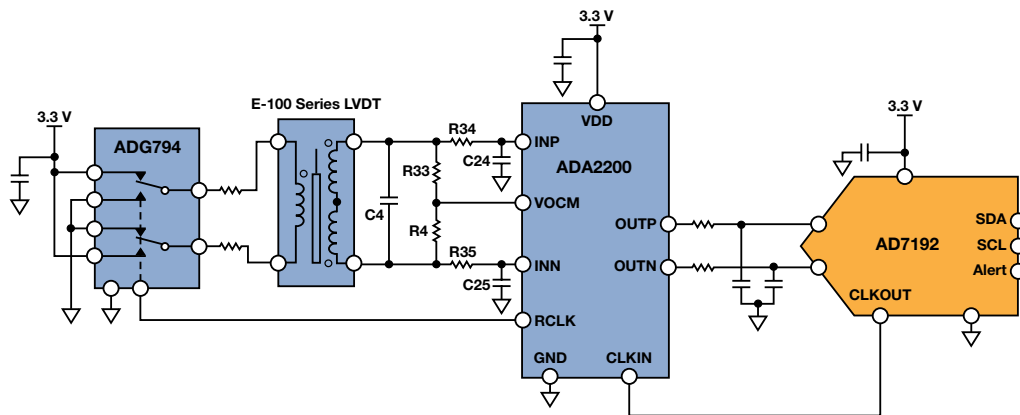 3.3 V
3.3 V
3.3 V
E-100 Series LVDT
ADG794
R34
INP
VDD
C24
ADA2200
R33
C4
VOCM
R4
OUTP
SDA
AD7192
SCL
R35
INN
OUTN
Alert
C25
CLKOUT
RCLK
GND
CLKIN